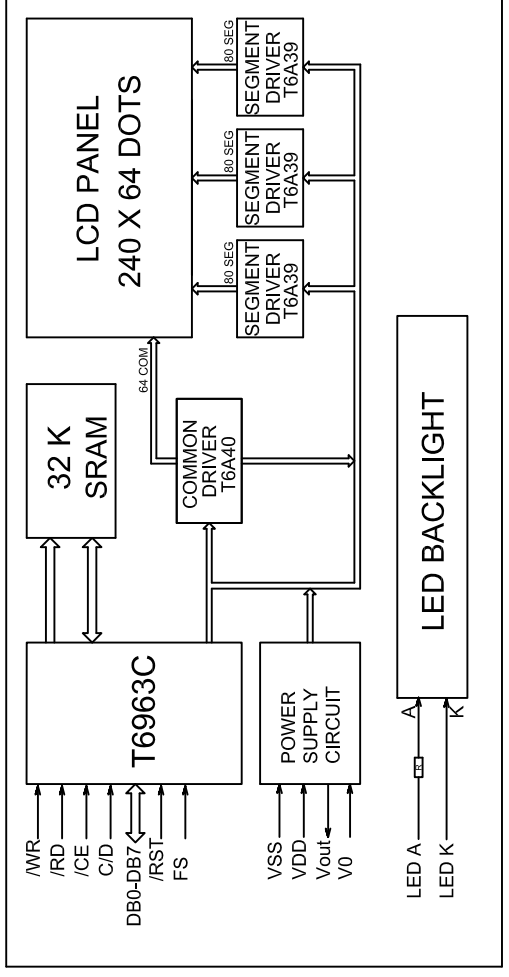 /WR
/RD
/CE
C/D
DB0-DB7
/RST
FS
T6963C
32 K
SRAM
LCD PANEL
240 X 64 DOTS
64 COM
COMMON
DRIVER
T6A40
80 SEG
SEGMENT
DRIVER
T6A39
80 SEG
SEGMENT
DRIVER
T6A39
80 SEG
SEGMENT
DRIVER
T6A39
VSS
VDD
Vout
V0
POWER
SUPPLY
CIRCUIT
LED A
R
A
LED K
K
LED BACKLIGHT